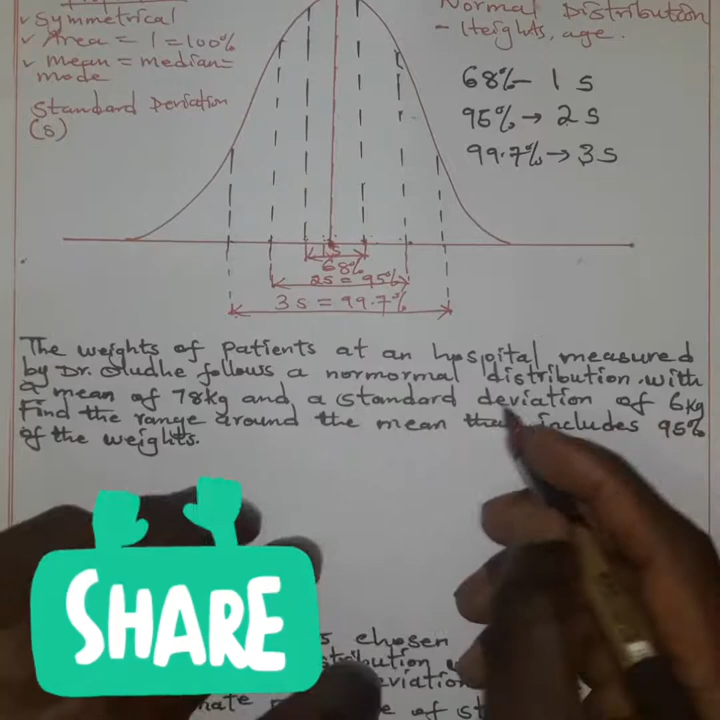 ✓ Symmetrical
✓ Area = 1 = 100%
✓ mean = median =
mode
Standard Deviation
(s)
Normal Distribution
- Heights, age.
68% - 1 s
95% → 2 s
99.7% → 3 s
1s
68%
2s = 95%
3 s = 99.7%
The weights of patients at an hospital measured
by Dr. Oludhe follows a normormal distribution. with
a mean of 78kg and a standard deviation of 6kg
Find the range around the mean that includes 95%
of the weights.
SHARE
chosen